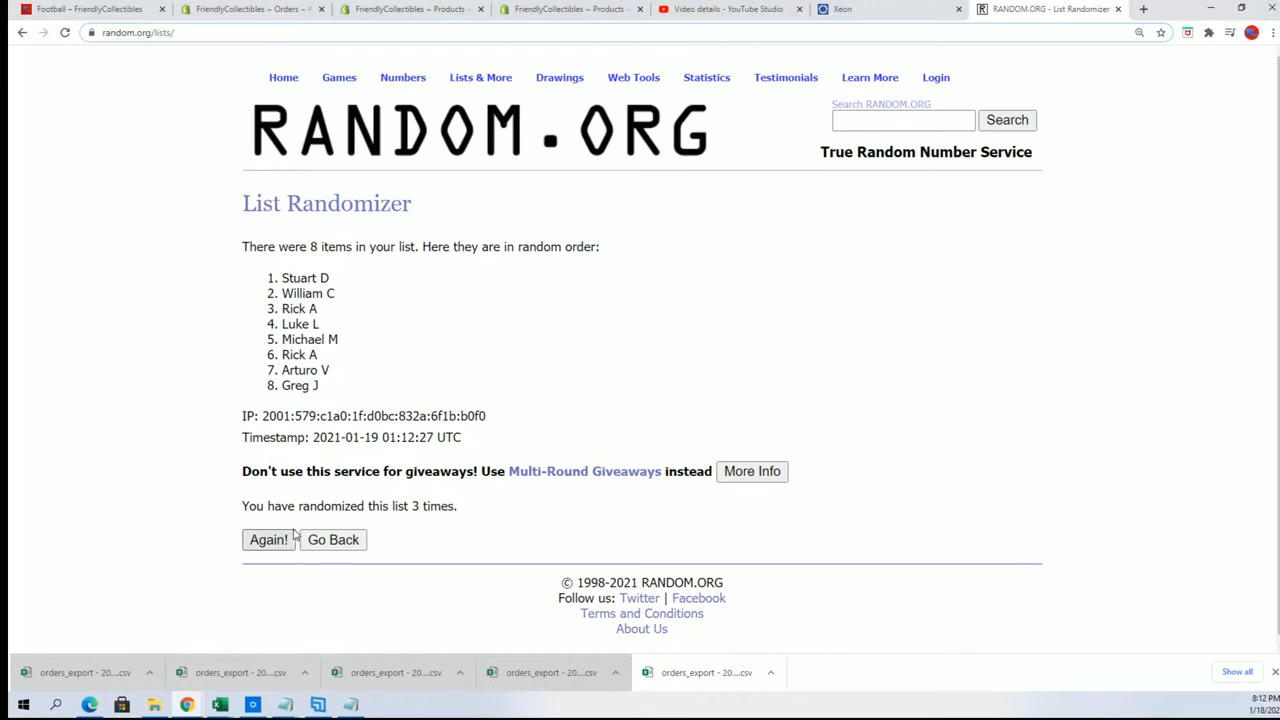 Football – FriendlyCollectibles
FriendlyCollectibles ~ Orders ~
FriendlyCollectibles ~ Products ~
FriendlyCollectibles ~ Products ~
Video details - YouTube Studio
Xeon
RANDOM.ORG - List Randomizer
random.org/lists/
Home Games Numbers Lists & More Drawings Web Tools Statistics Testimonials Learn More Login
RANDOM.ORG
Search RANDOM.ORG
Search
True Random Number Service
List Randomizer
There were 8 items in your list. Here they are in random order:
1. Stuart D
2. William C
3. Rick A
4. Luke L
5. Michael M
6. Rick A
7. Arturo V
8. Greg J
IP: 2001:579:c1a0:1f:d0bc:832a:6f1b:b0f0
Timestamp: 2021-01-19 01:12:27 UTC
Don't use this service for giveaways! Use Multi-Round Giveaways instead More Info
You have randomized this list 3 times.
Again! Go Back
© 1998-2021 RANDOM.ORG
Follow us: Twitter | Facebook
Terms and Conditions
About Us
orders_export - 20....csv
orders_export - 20....csv
orders_export - 20....csv
orders_export - 20....csv
orders_export - 20....csv
Show all
8:12 PM
1/18/202